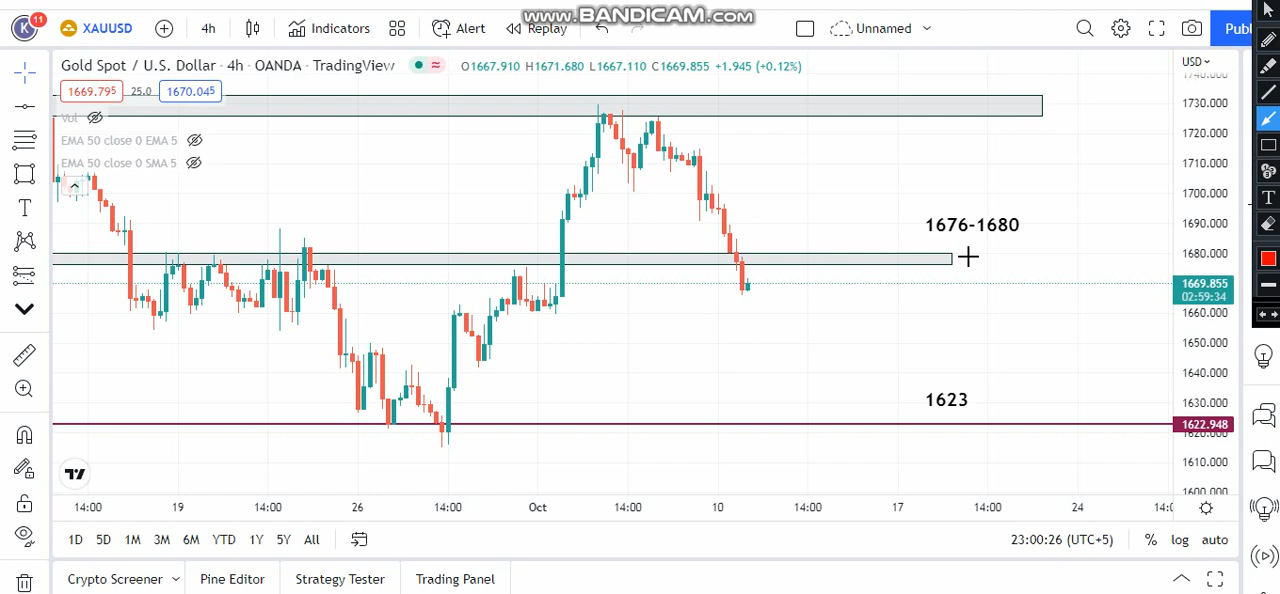 www.BANDICAM.com
K 11 XAUUSD 4h Indicators Alert Replay Unnamed Publ
Gold Spot / U.S. Dollar · 4h · OANDA · TradingView ≈ O1667.910 H1671.680 L1667.110 C1669.855 +1.945 (+0.12%) USD
1669.795 25.0 1670.045
Vol
EMA 50 close 0 EMA 5
EMA 50 close 0 SMA 5
1740.000
1730.000
1720.000
1710.000
1700.000
1690.000
1680.000
1669.855
02:59:34
1660.000
1650.000
1640.000
1630.000
1622.948
1620.000
1610.000
1600.000
1676-1680
1623
14:00 19 14:00 26 14:00 Oct 14:00 10 14:00 17 14:00 24 14:0
1D 5D 1M 3M 6M YTD 1Y 5Y All 23:00:26 (UTC+5) % log auto
Crypto Screener Pine Editor Strategy Tester Trading Panel
T
T